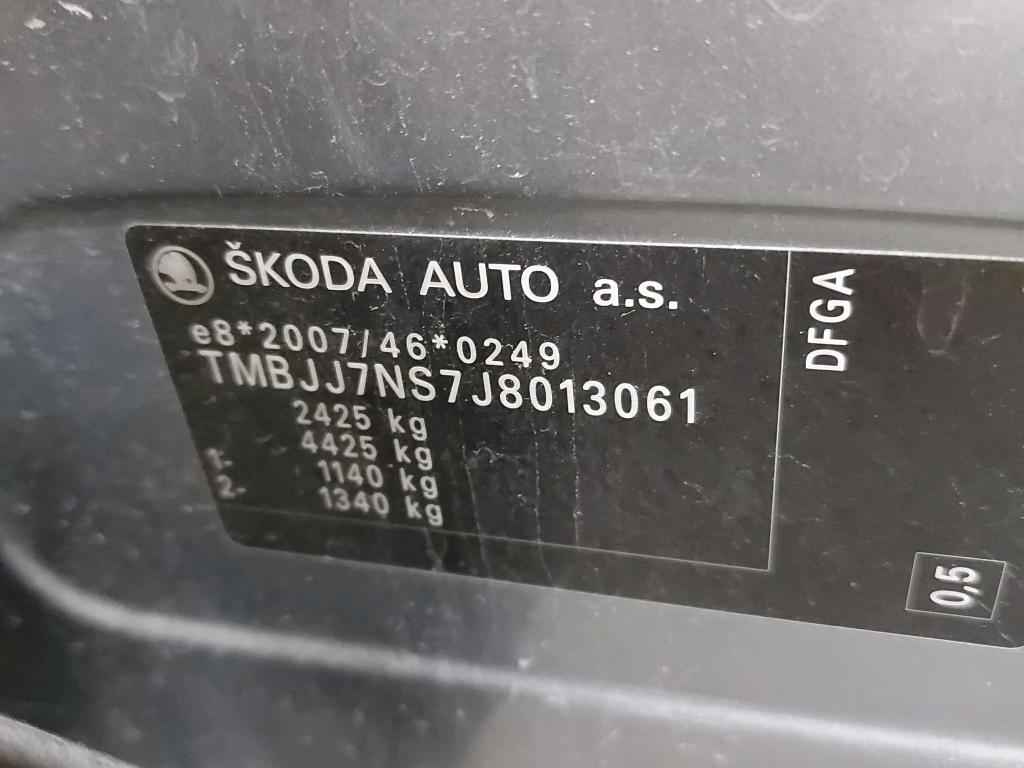 ŠKODA AUTO a.s.
e8*2007/46*0249
TMBJJ7NS7J8013061
2425 kg
4425 kg
1- 1140 kg
2- 1340 kg
DFGA
0,5